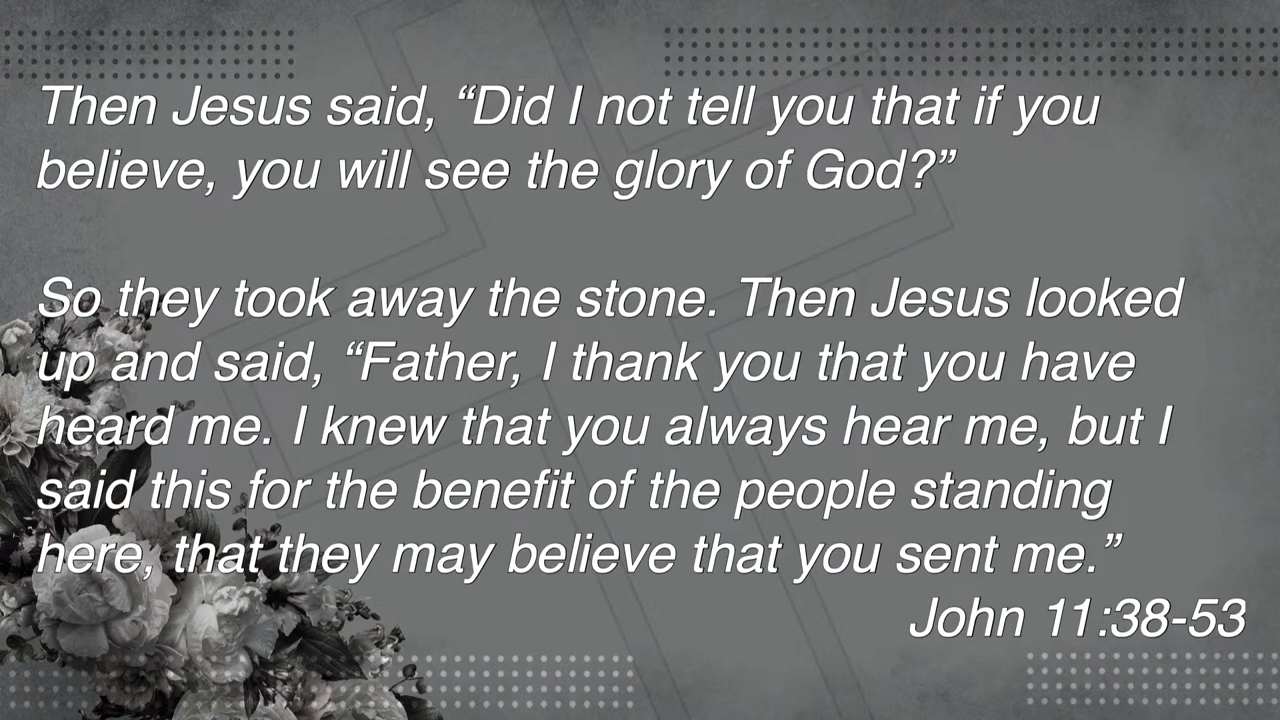 Then Jesus said, “Did I not tell you that if you
believe, you will see the glory of God?”
So they took away the stone. Then Jesus looked
up and said, “Father, I thank you that you have
heard me. I knew that you always hear me, but I
said this for the benefit of the people standing
here, that they may believe that you sent me.”
John 11:38-53